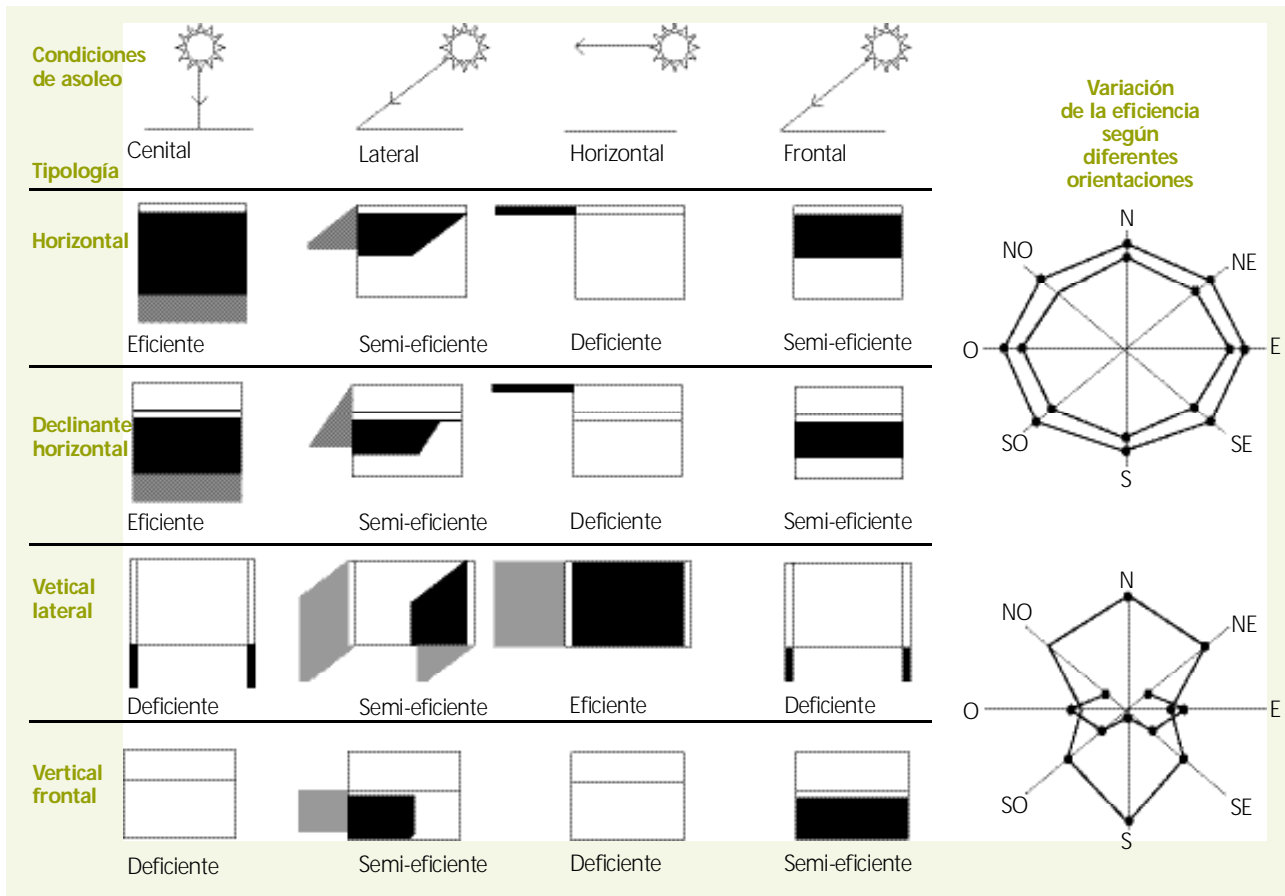 Condiciones
de asoleo
Cenital
Lateral
Horizontal
Frontal
Variación
de la eficiencia
según
diferentes
orientaciones
Tipología
Horizontal
Eficiente
Semi-eficiente
Deficiente
Semi-eficiente
N
NO
NE
O
E
SO
SE
S
Declinante
horizontal
Eficiente
Semi-eficiente
Deficiente
Semi-eficiente
Vetical
lateral
Deficiente
Semi-eficiente
Eficiente
Deficiente
N
NO
NE
O
E
SO
SE
S
Vertical
frontal
Deficiente
Semi-eficiente
Deficiente
Semi-eficiente